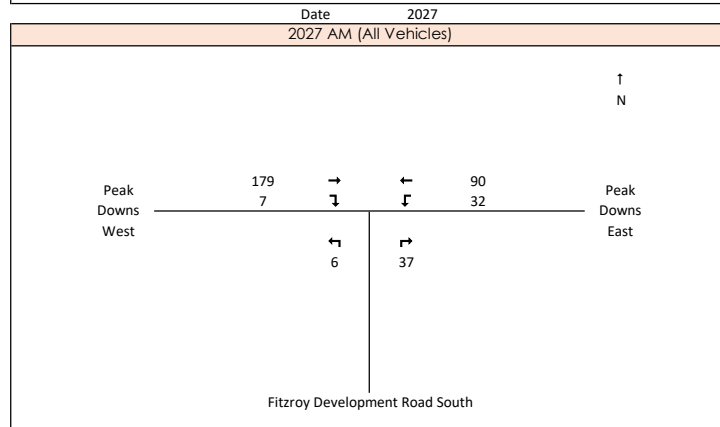 Date 2027
2027 AM (All Vehicles)
↑
N
179 → ← 90
7 ↴ ↱ 32
Peak Downs West
Peak Downs East
↰ ↱
6 37
Fitzroy Development Road South